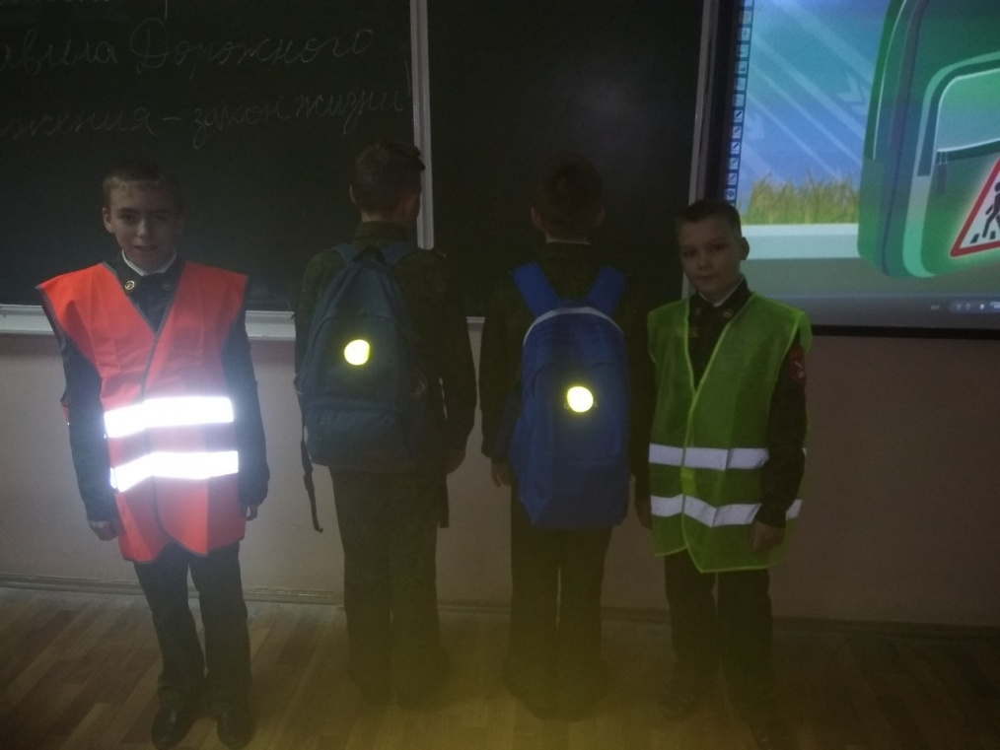 авила Дорожного
жения – закон жизни